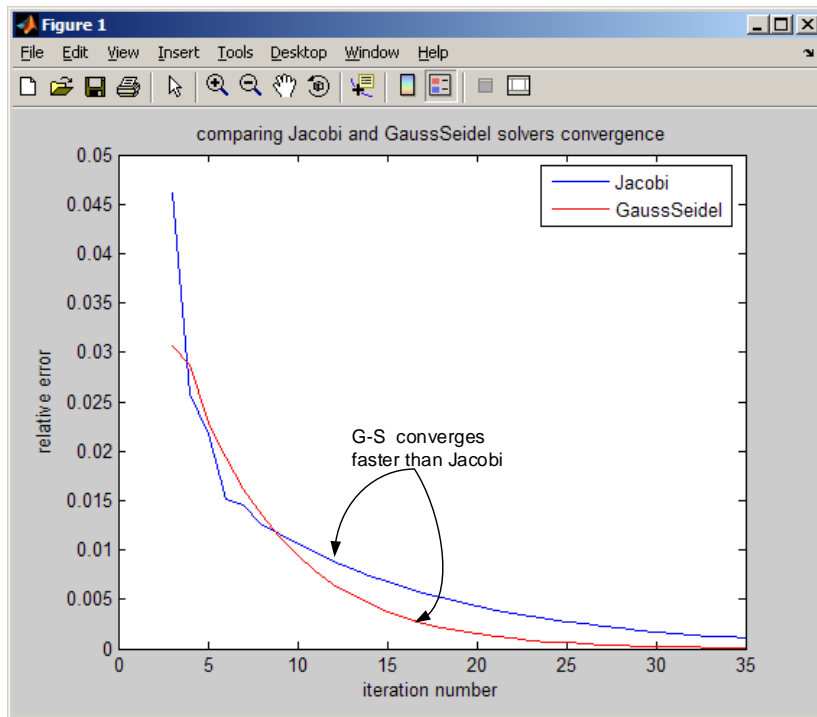 Figure 1
File Edit View Insert Tools Desktop Window Help
comparing Jacobi and GaussSeidel solvers convergence
0.05
0.045
0.04
0.035
0.03
0.025
0.02
0.015
0.01
0.005
0
relative error
Jacobi
GaussSeidel
G-S converges
faster than Jacobi
0 5 10 15 20 25 30 35
iteration number